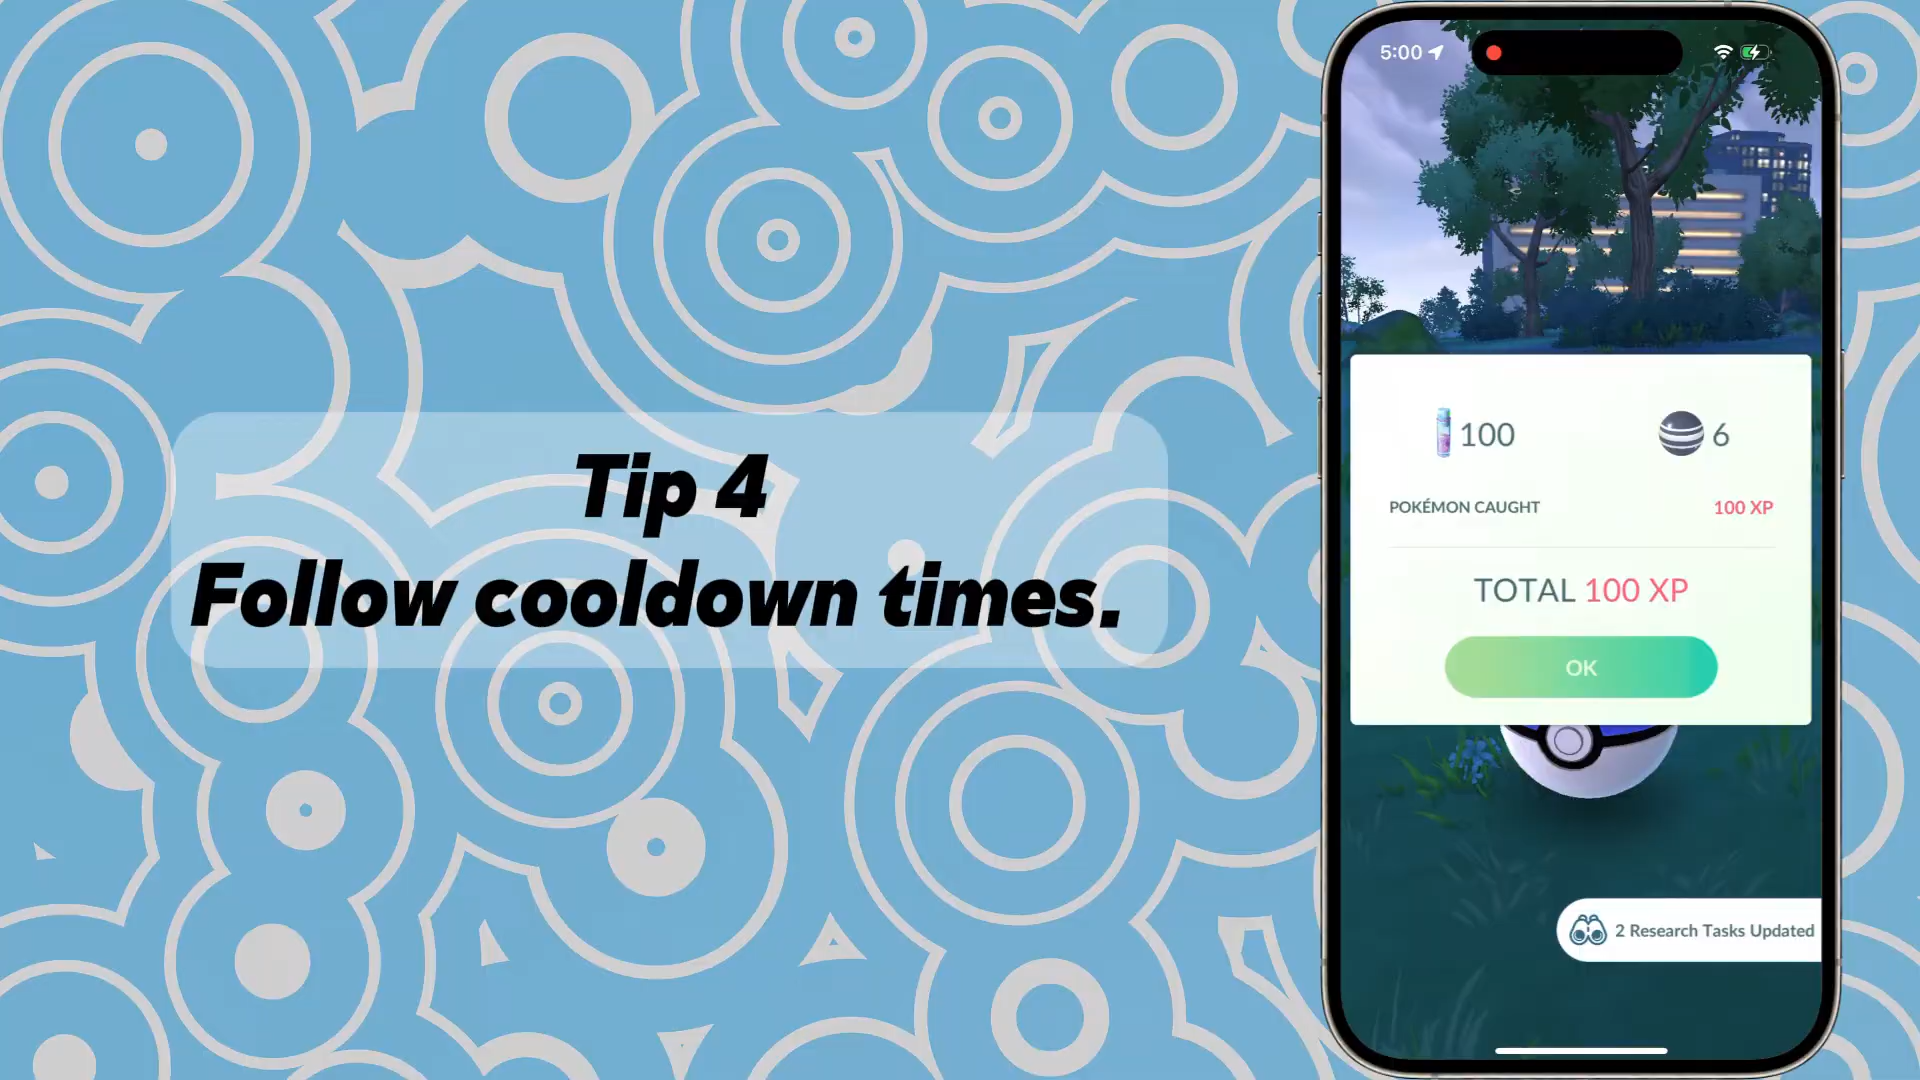 Tip 4
Follow cooldown times.
5:00
100
6
POKÉMON CAUGHT 100 XP
TOTAL 100 XP
OK
2 Research Tasks Updated